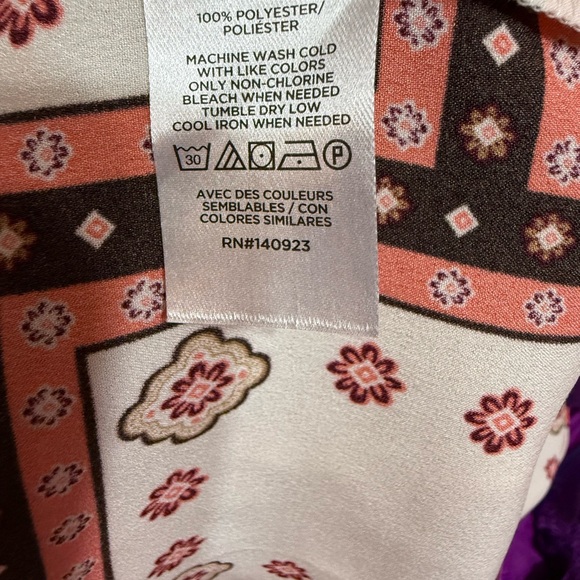 100% POLYESTER/
POLIÉSTER
MACHINE WASH COLD
WITH LIKE COLORS
ONLY NON-CHLORINE
BLEACH WHEN NEEDED
TUMBLE DRY LOW
COOL IRON WHEN NEEDED
30 P
AVEC DES COULEURS
SEMBLABLES / CON
COLORES SIMILARES
RN#140923